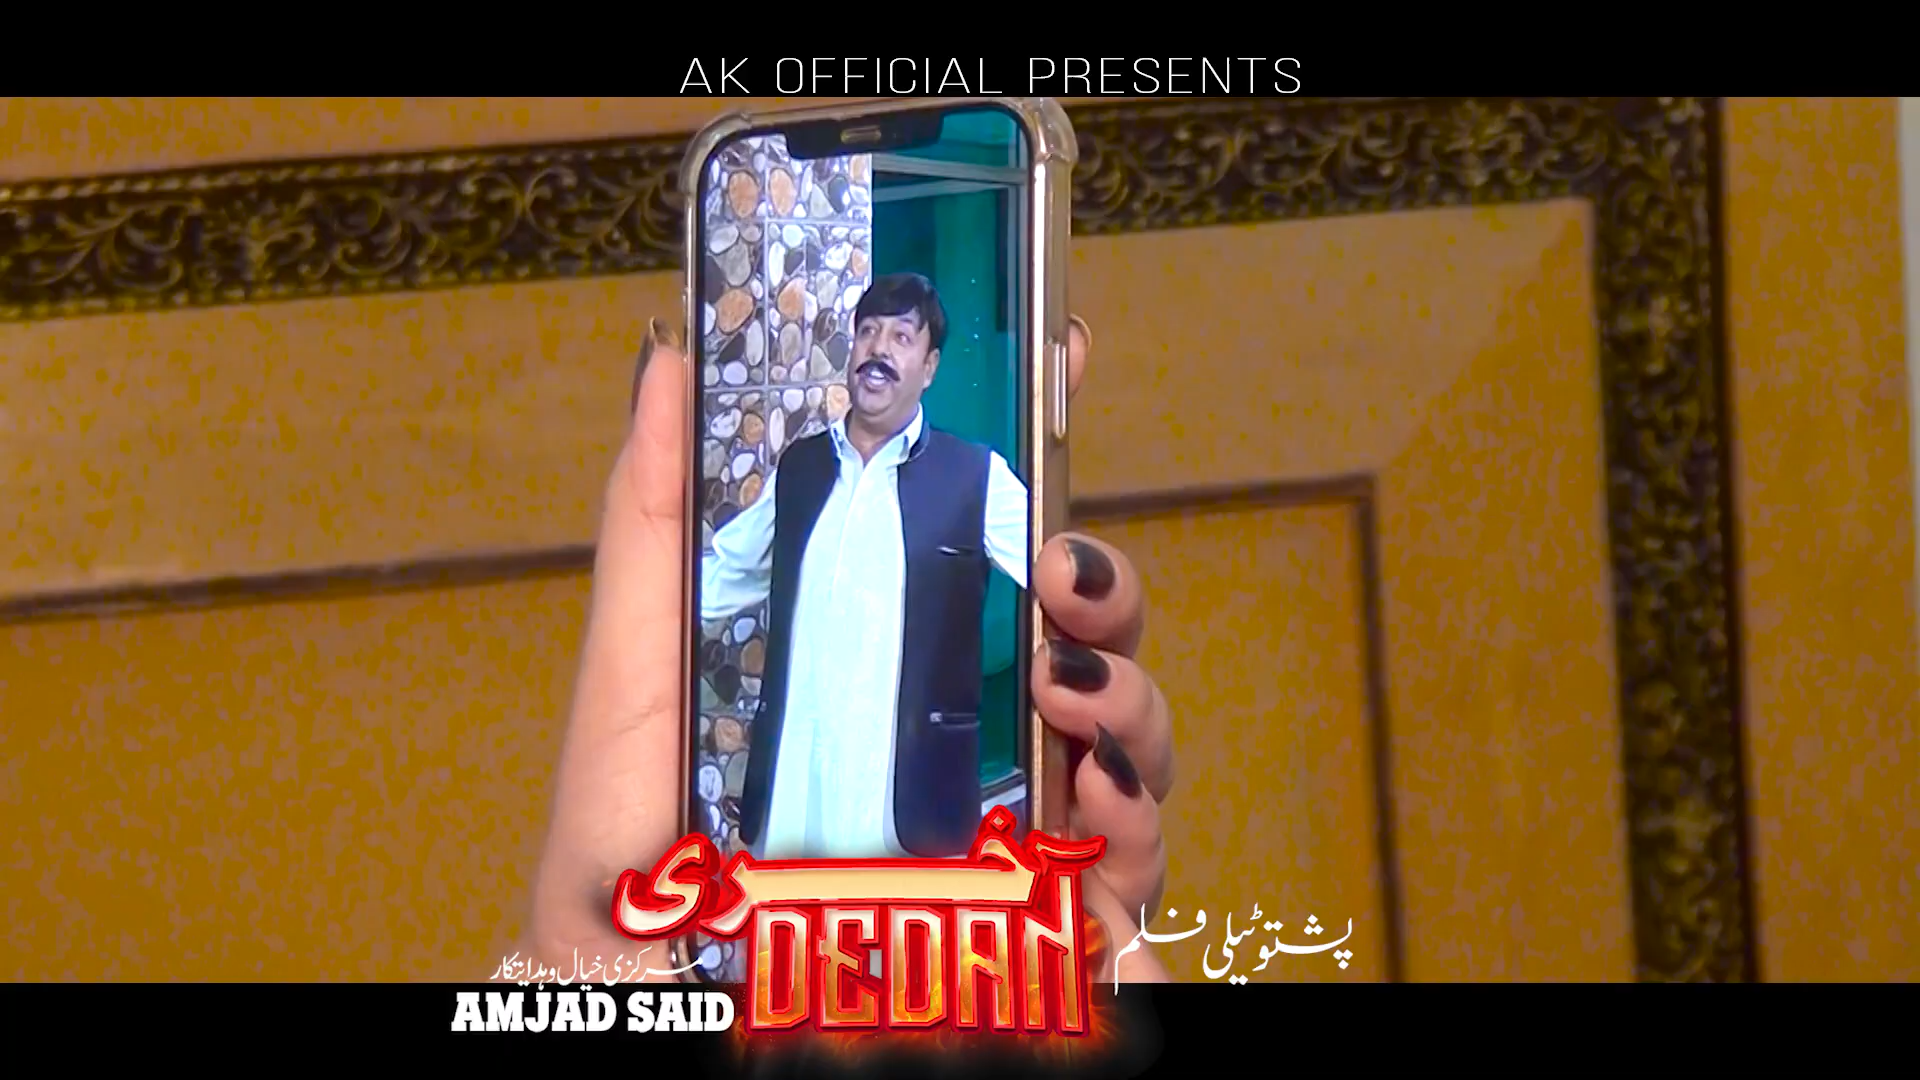 AK OFFICIAL PRESENTS
آخری
DEDAN
پشتو ٹیلی فلم
مرکزی خیال و ہدایتکار
AMJAD SAID